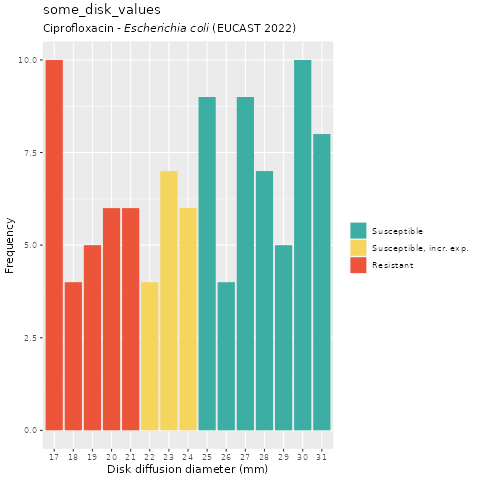 some_disk_values
Ciprofloxacin - Escherichia coli (EUCAST 2022)
10.0
7.5
5.0
2.5
0.0
Frequency
17 18 19 20 21 22 23 24 25 26 27 28 29 30 31
Disk diffusion diameter (mm)
Susceptible
Susceptible, incr. exp.
Resistant